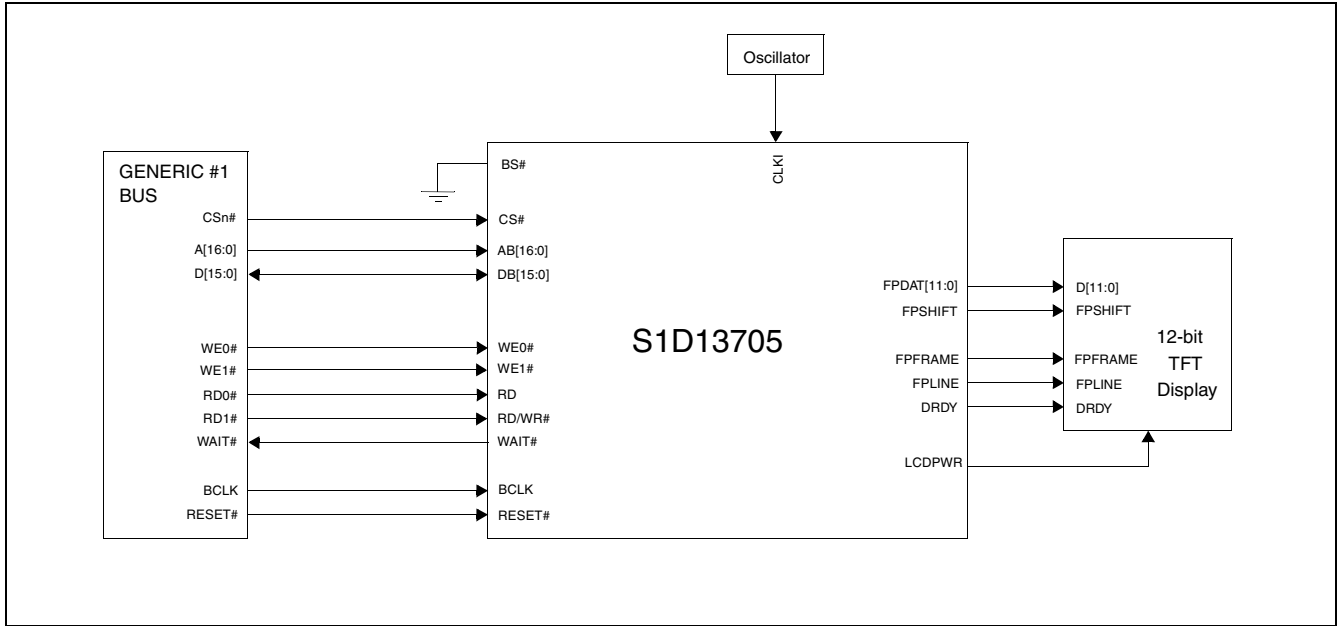 Oscillator
CLKI
GENERIC #1
BUS
CSn#
A[16:0]
D[15:0]
WE0#
WE1#
RD0#
RD1#
WAIT#
BCLK
RESET#
BS#
CS#
AB[16:0]
DB[15:0]
WE0#
WE1#
RD
RD/WR#
WAIT#
BCLK
RESET#
S1D13705
FPDAT[11:0]
FPSHIFT
FPFRAME
FPLINE
DRDY
LCDPWR
D[11:0]
FPSHIFT
FPFRAME
FPLINE
DRDY
12-bit
TFT
Display